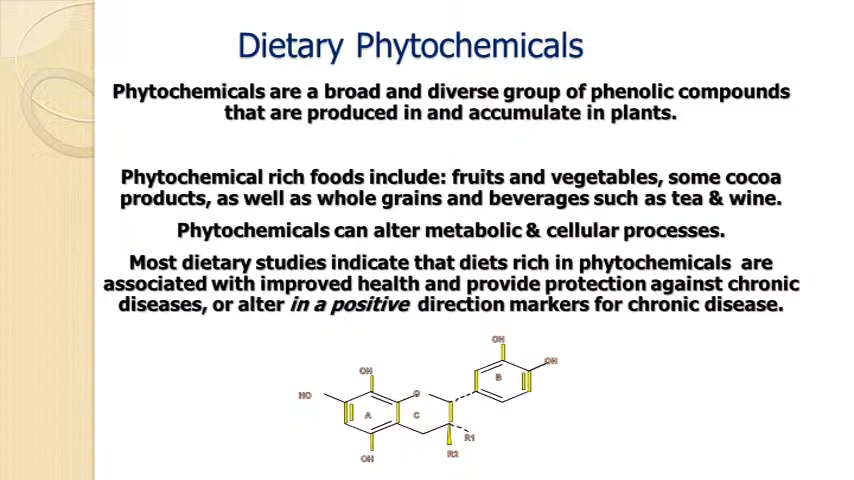 Dietary Phytochemicals
Phytochemicals are a broad and diverse group of phenolic compounds
that are produced in and accumulate in plants.
Phytochemical rich foods include: fruits and vegetables, some cocoa
products, as well as whole grains and beverages such as tea & wine.
Phytochemicals can alter metabolic & cellular processes.
Most dietary studies indicate that diets rich in phytochemicals are
associated with improved health and provide protection against chronic
diseases, or alter in a positive direction markers for chronic disease.
OH
OH
B
OH
HO
O
A
C
R1
R2
OH